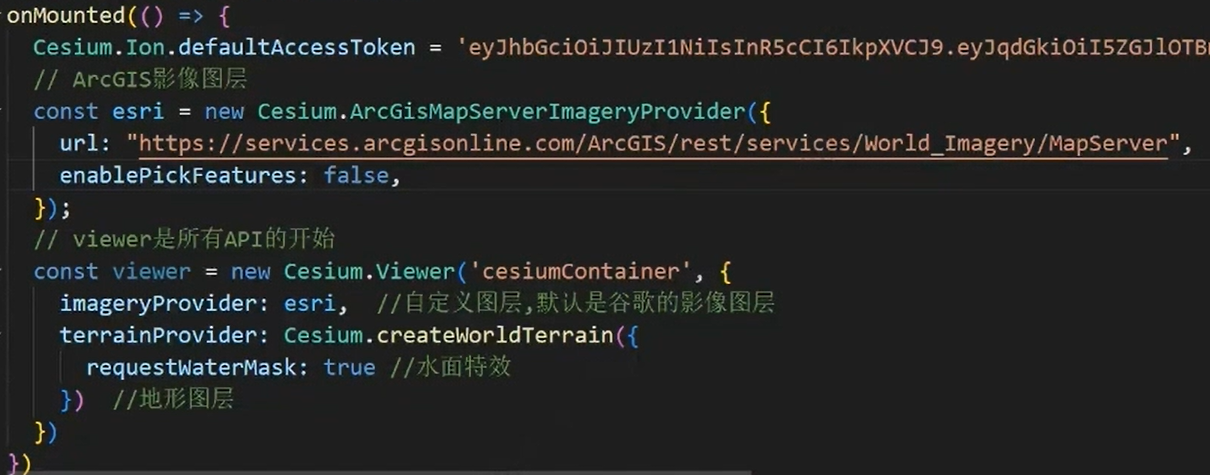 onMounted(() => {
Cesium.Ion.defaultAccessToken = 'eyJhbGciOiJIUzI1NiIsInR5cCI6IkpXVCJ9.eyJqdGkiOiI5ZGJlOTBm
// ArcGIS影像图层
const esri = new Cesium.ArcGisMapServerImageryProvider({
url: "https://services.arcgisonline.com/ArcGIS/rest/services/World_Imagery/MapServer",
enablePickFeatures: false,
});
// viewer是所有API的开始
const viewer = new Cesium.Viewer('cesiumContainer', {
imageryProvider: esri, //自定义图层,默认是谷歌的影像图层
terrainProvider: Cesium.createWorldTerrain({
requestWaterMask: true //水面特效
}) //地形图层
})
})